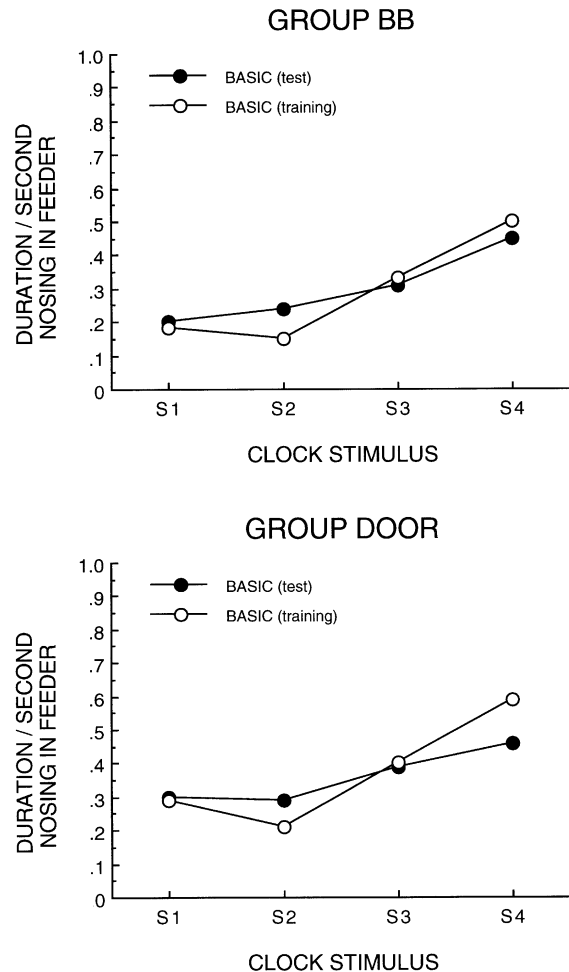 GROUP BB
1.0
.9
.8
.7
.6
.5
.4
.3
.2
.1
0
BASIC (test)
BASIC (training)
DURATION / SECOND
NOSING IN FEEDER
S1 S2 S3 S4
CLOCK STIMULUS
GROUP DOOR
1.0
.9
.8
.7
.6
.5
.4
.3
.2
.1
0
BASIC (test)
BASIC (training)
DURATION / SECOND
NOSING IN FEEDER
S1 S2 S3 S4
CLOCK STIMULUS